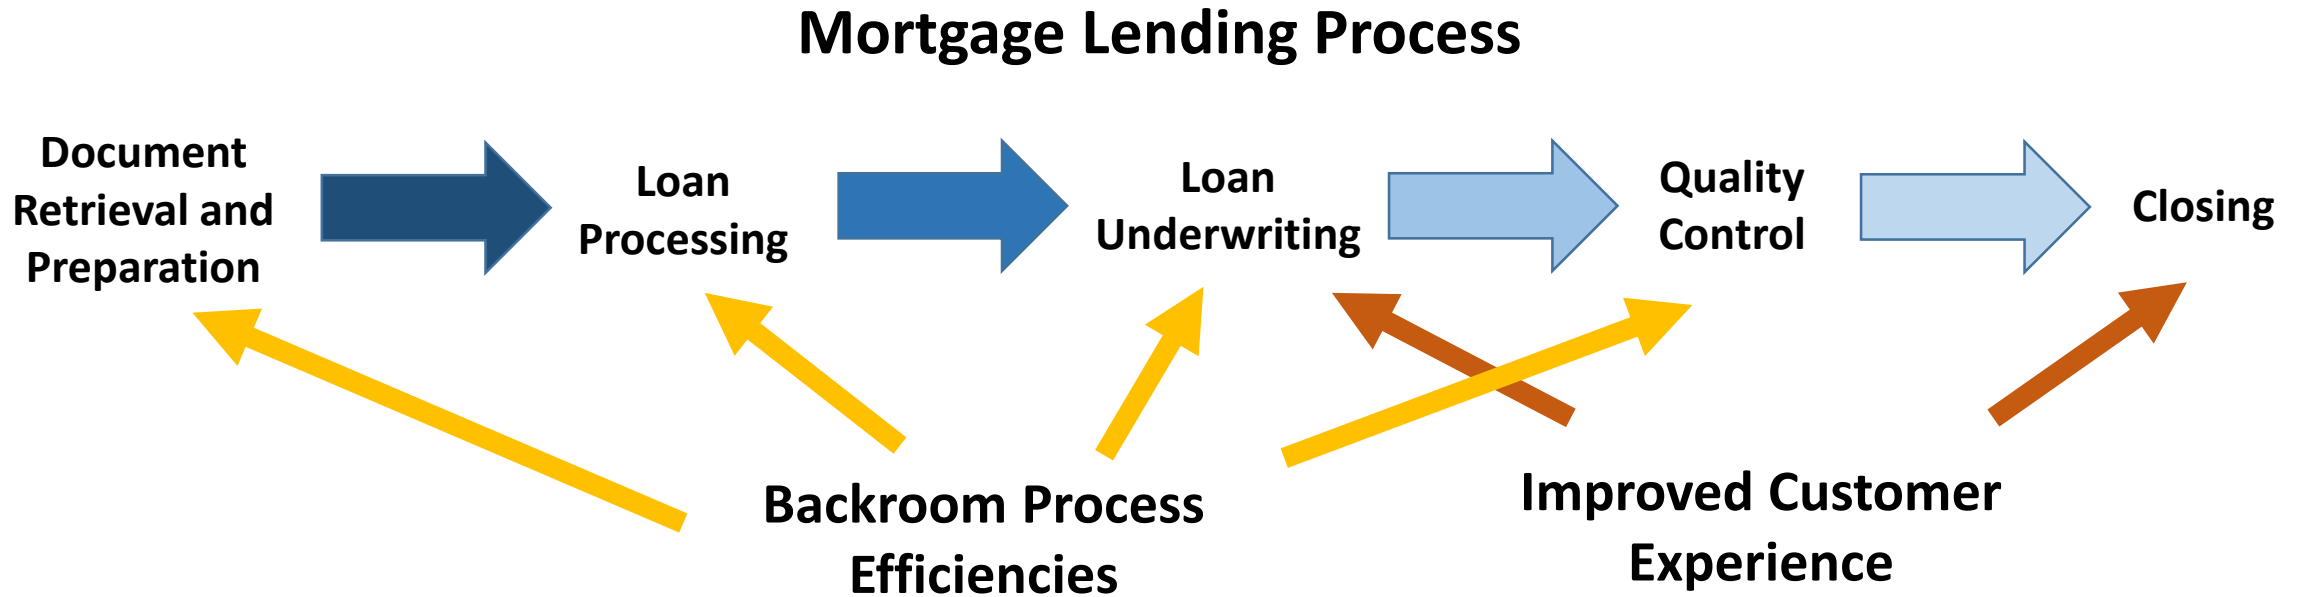 Mortgage Lending Process
Document
Retrieval and
Preparation
Loan
Processing
Loan
Underwriting
Quality
Control
Closing
Backroom Process
Efficiencies
Improved Customer
Experience